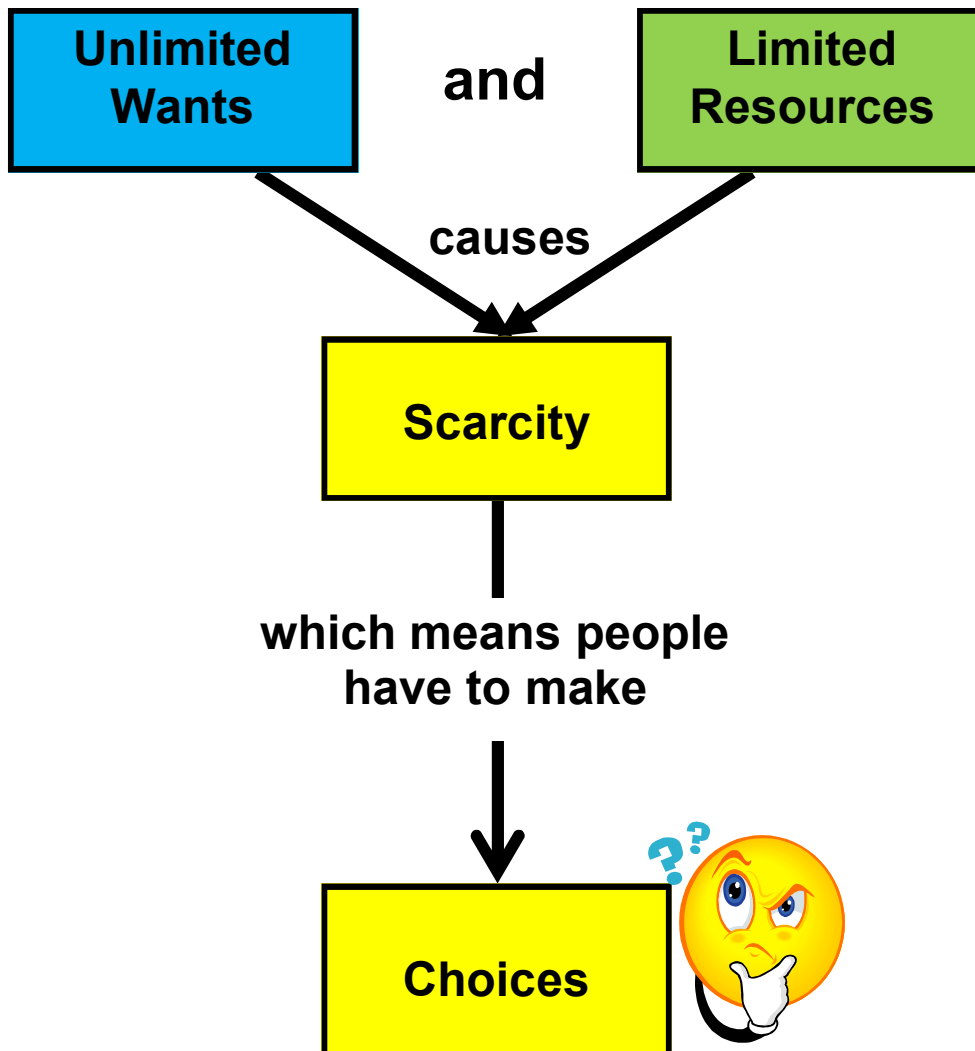 Unlimited
Wants
and
Limited
Resources
causes
Scarcity
which means people
have to make
??
Choices